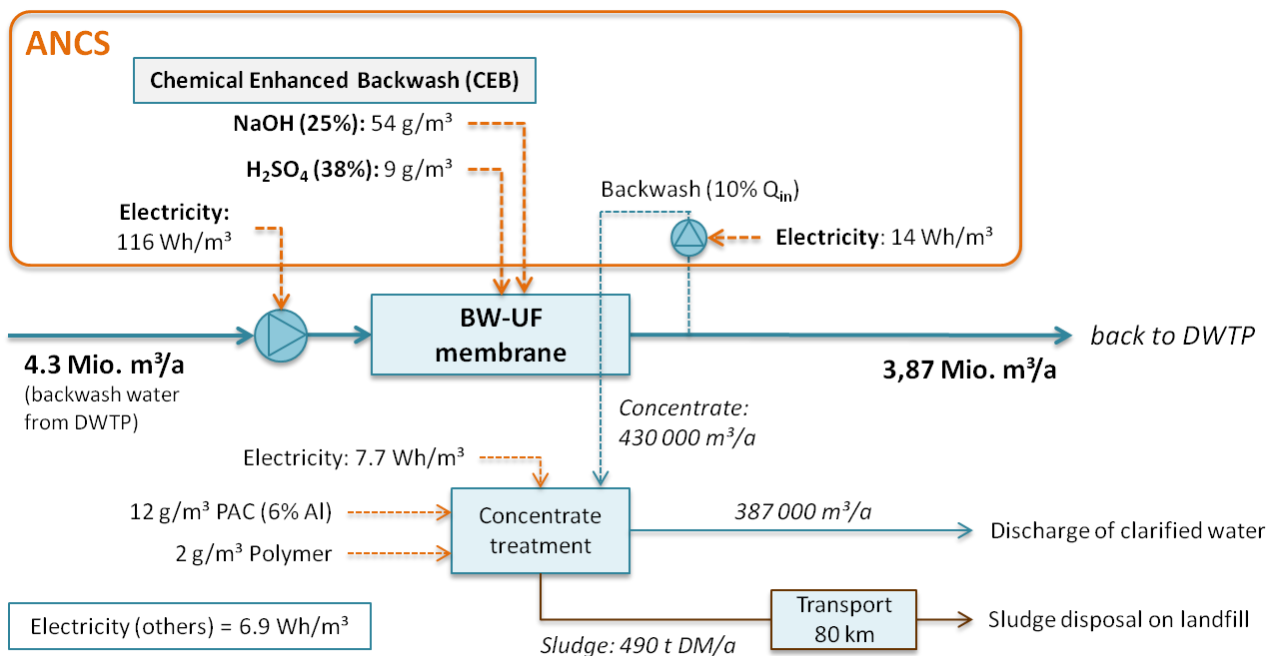 ANCS
Chemical Enhanced Backwash (CEB)
NaOH (25%): 54 g/m³
H₂SO₄ (38%): 9 g/m³
Electricity:
116 Wh/m³
Backwash (10% Qin)
Electricity: 14 Wh/m³
BW-UF
membrane
back to DWTP
4.3 Mio. m³/a
(backwash water
from DWTP)
3,87 Mio. m³/a
Concentrate:
430 000 m³/a
Electricity: 7.7 Wh/m³
12 g/m³ PAC (6% Al)
2 g/m³ Polymer
Concentrate
treatment
387 000 m³/a
Discharge of clarified water
Electricity (others) = 6.9 Wh/m³
Sludge: 490 t DM/a
Transport
80 km
Sludge disposal on landfill